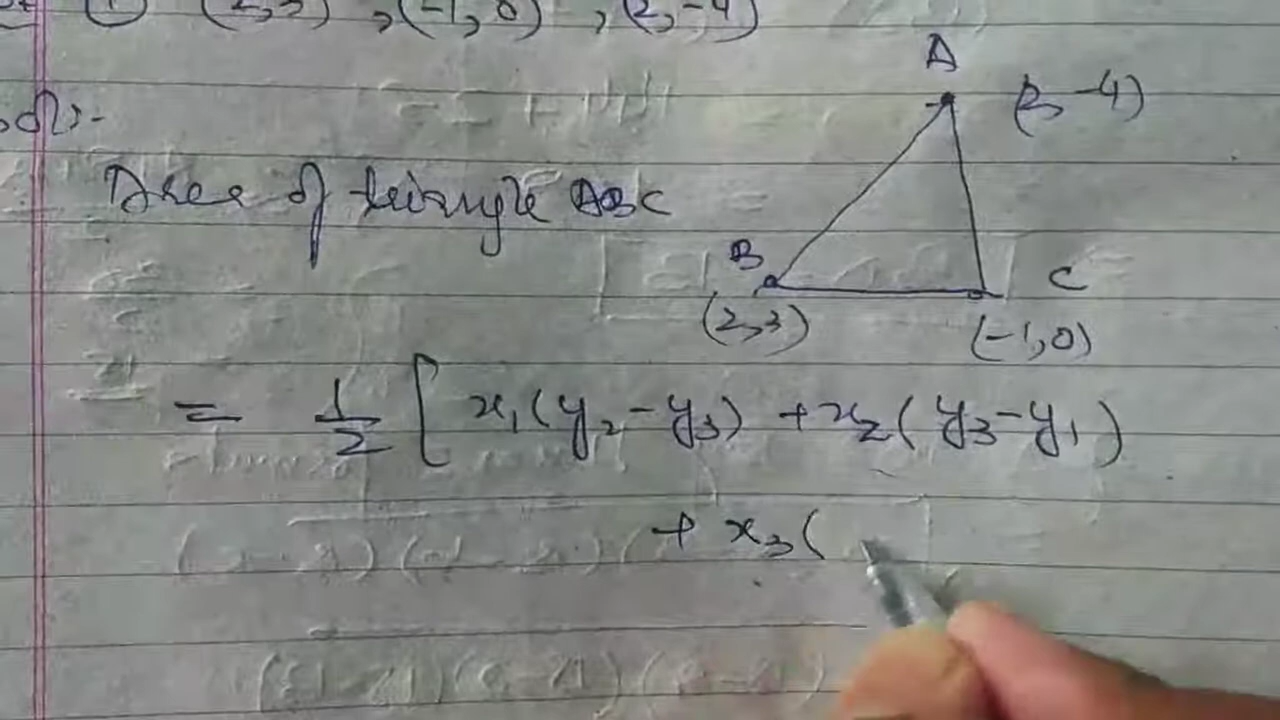 ① (2,3) ,(-1,0) ,(2,-4)
A
(2,-4)
Area of triangle ABC
B
C
(2,3)
(-1,0)
= 1/2 [ x₁(y₂-y₃) +x₂(y₃-y₁)
+ x₃(